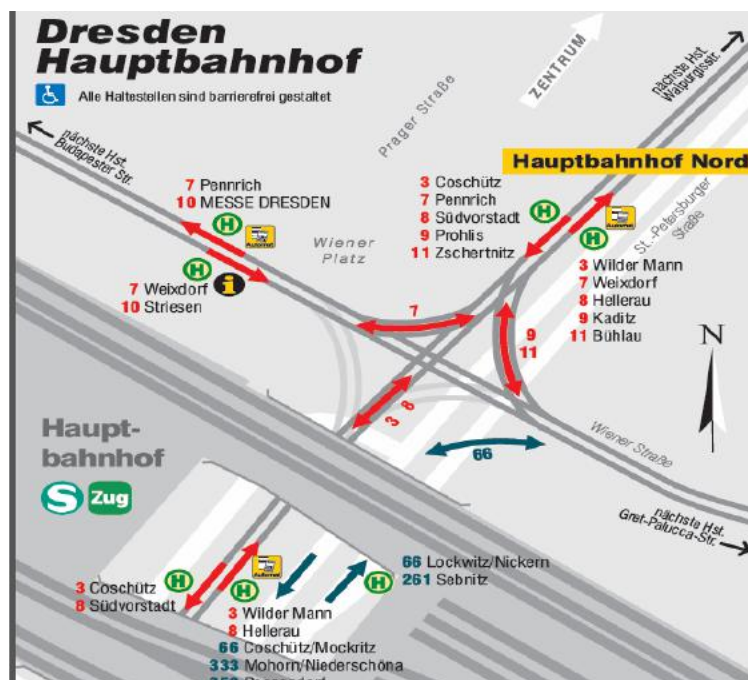 Dresden
Hauptbahnhof
Alle Haltestellen sind barrierefrei gestaltet
nächste Hst.
Budapester Str.
Prager Straße
ZENTRUM
nächste Hst.
Walpurgisstr.
Hauptbahnhof Nord
7 Pennrich
10 MESSE DRESDEN
H
Automat
Wiener
Platz
H
i
7 Weixdorf
10 Striesen
3 Coschütz
7 Pennrich
8 Südvorstadt
9 Prohlis
11 Zschertnitz
H
Automat
H
St.-Petersburger
Straße
3 Wilder Mann
7 Weixdorf
8 Hellerau
9 Kaditz
11 Bühlau
7
9
11
N
3 8
66
Wiener Straße
nächste Hst.
Gret-Palucca-Str.
Haupt-
bahnhof
S Zug
3 Coschütz
8 Südvorstadt
H
Automat
H
3 Wilder Mann
8 Hellerau
66 Coschütz/Mockritz
333 Mohorn/Niederschöna
H
66 Lockwitz/Nickern
261 Sebnitz